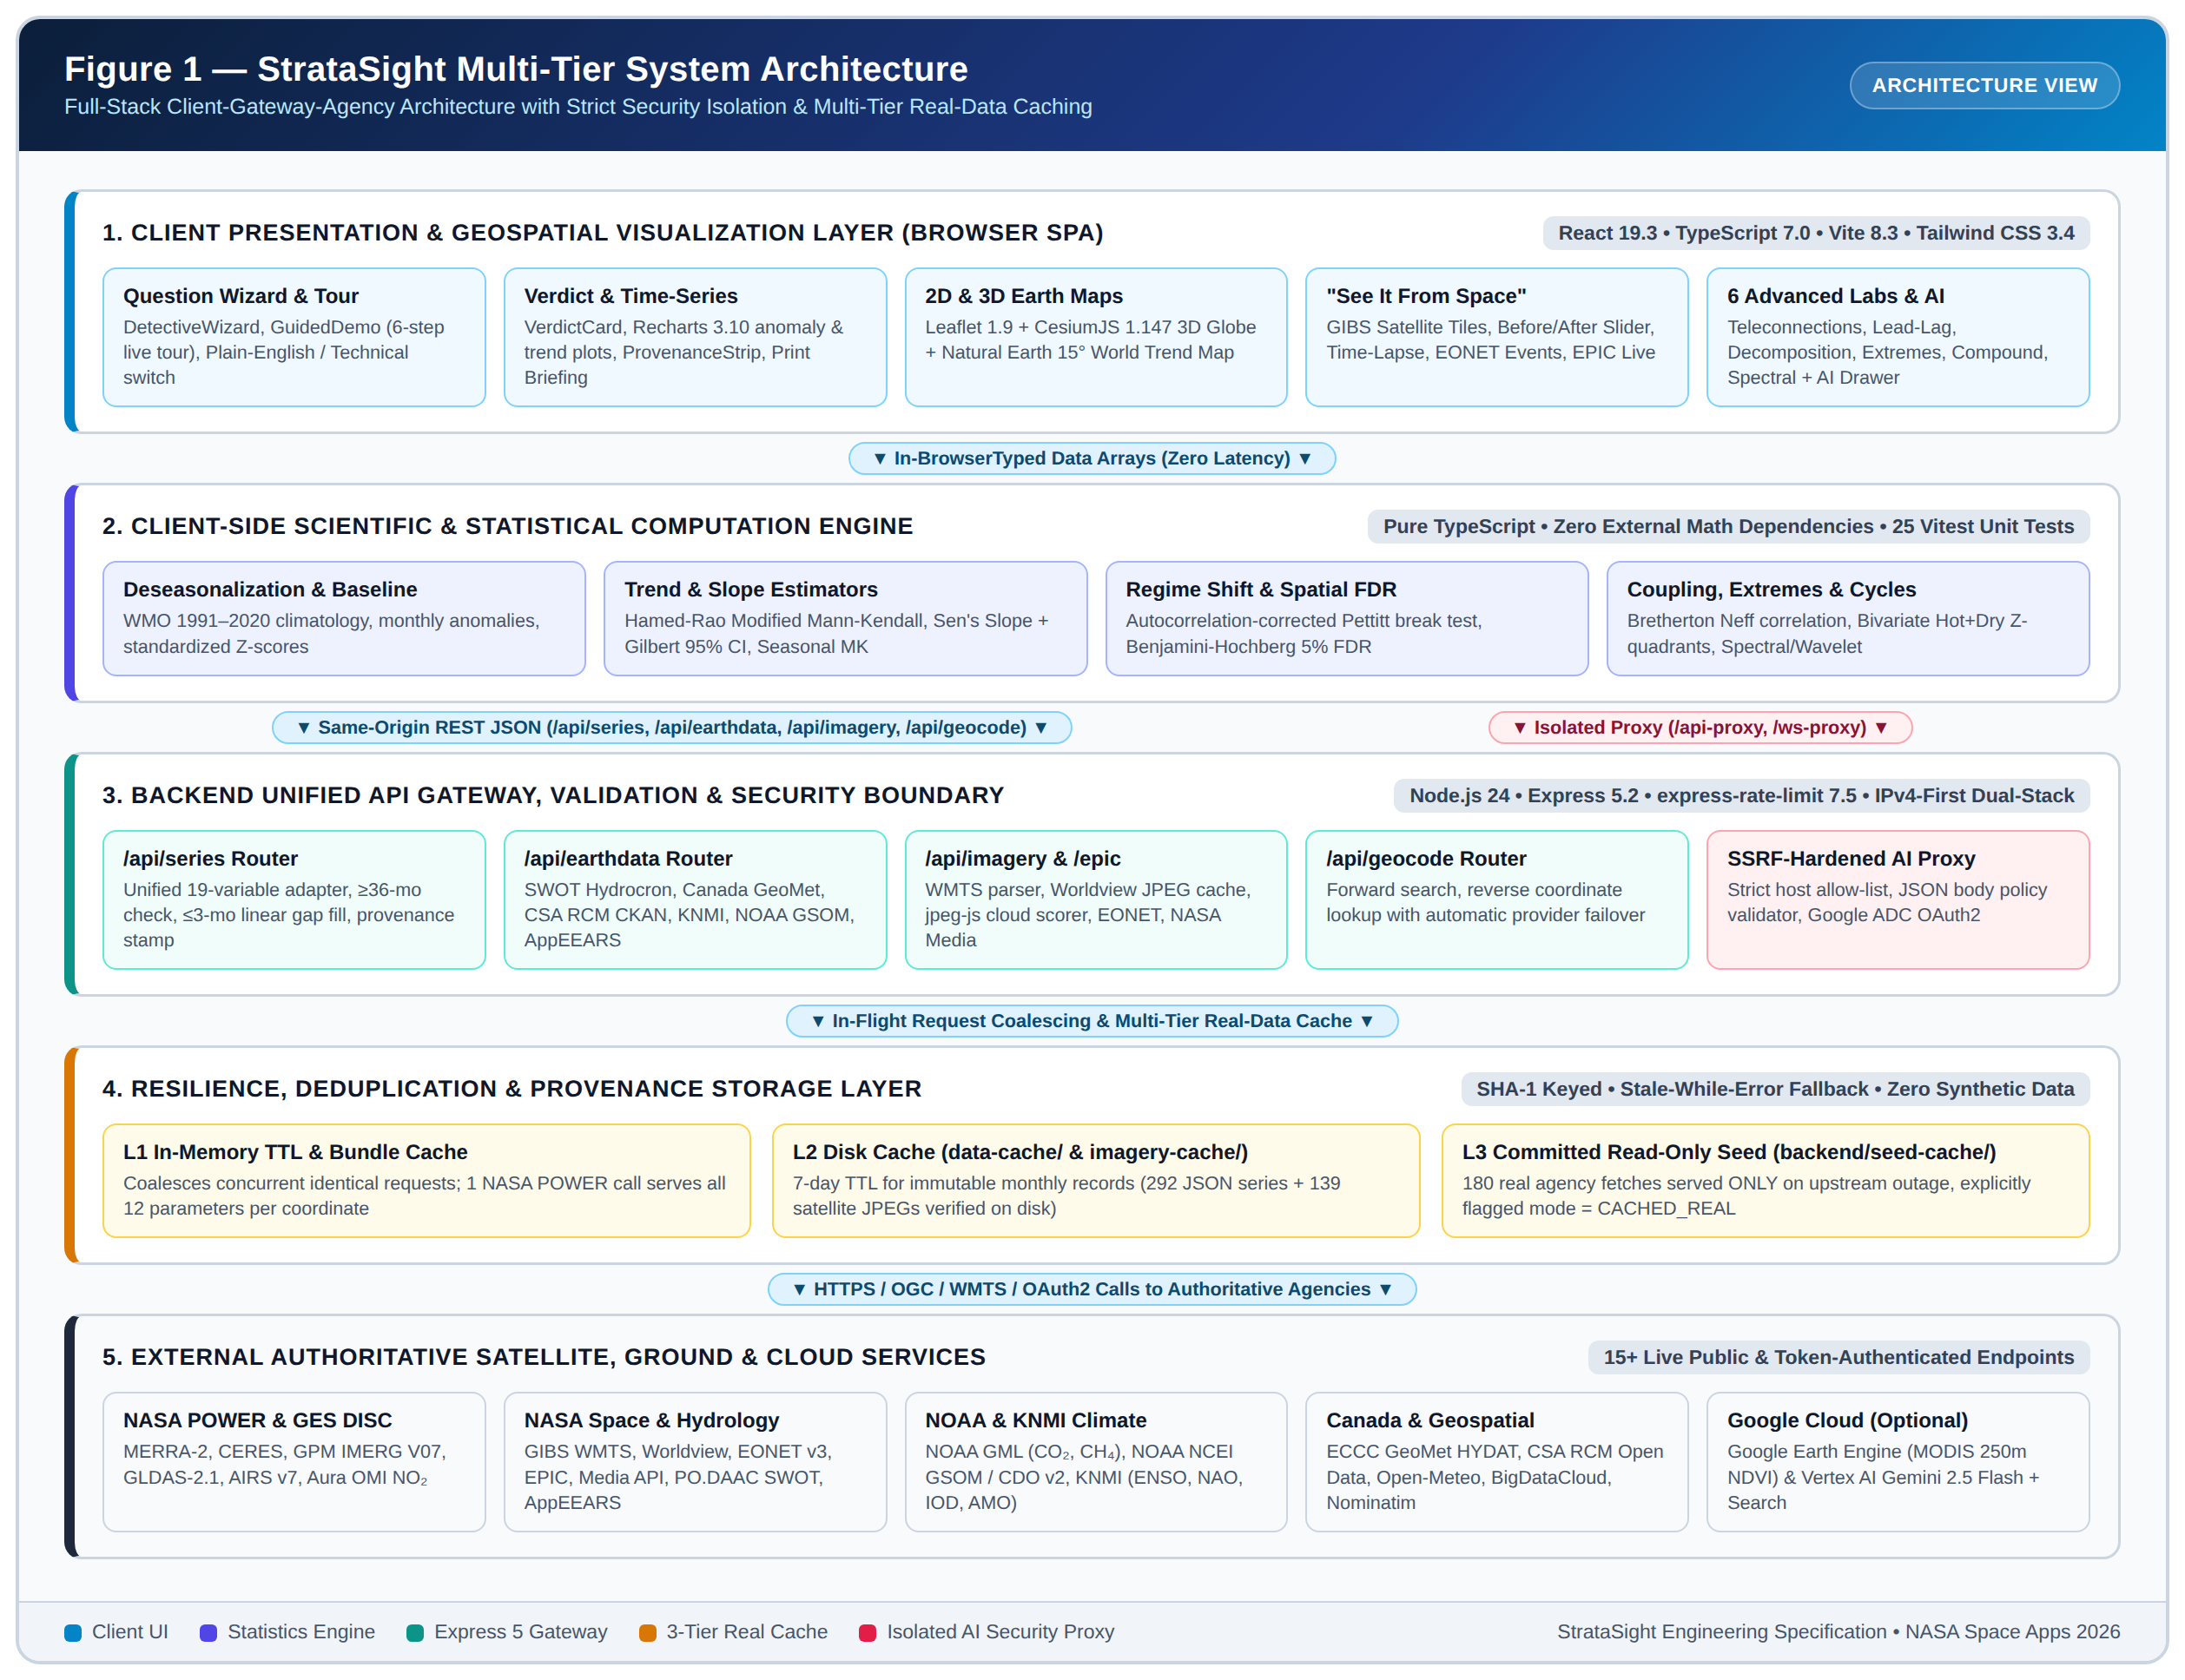 Figure 1 — StrataSight Multi-Tier System Architecture
Full-Stack Client-Gateway-Agency Architecture with Strict Security Isolation & Multi-Tier Real-Data Caching
ARCHITECTURE VIEW
1. CLIENT PRESENTATION & GEOSPATIAL VISUALIZATION LAYER (BROWSER SPA)
React 19.3 • TypeScript 7.0 • Vite 8.3 • Tailwind CSS 3.4
Question Wizard & Tour
DetectiveWizard, GuidedDemo (6-step
live tour), Plain-English / Technical
switch
Verdict & Time-Series
VerdictCard, Recharts 3.10 anomaly &
trend plots, ProvenanceStrip, Print
Briefing
2D & 3D Earth Maps
Leaflet 1.9 + CesiumJS 1.147 3D Globe
+ Natural Earth 15° World Trend Map
"See It From Space"
GIBS Satellite Tiles, Before/After Slider,
Time-Lapse, EONET Events, EPIC Live
6 Advanced Labs & AI
Teleconnections, Lead-Lag,
Decomposition, Extremes, Compound,
Spectral + AI Drawer
▼ In-BrowserTyped Data Arrays (Zero Latency) ▼
2. CLIENT-SIDE SCIENTIFIC & STATISTICAL COMPUTATION ENGINE
Pure TypeScript • Zero External Math Dependencies • 25 Vitest Unit Tests
Deseasonalization & Baseline
WMO 1991–2020 climatology, monthly anomalies,
standardized Z-scores
Trend & Slope Estimators
Hamed-Rao Modified Mann-Kendall, Sen's Slope +
Gilbert 95% CI, Seasonal MK
Regime Shift & Spatial FDR
Autocorrelation-corrected Pettitt break test,
Benjamini-Hochberg 5% FDR
Coupling, Extremes & Cycles
Bretherton Neff correlation, Bivariate Hot+Dry Z-
quadrants, Spectral/Wavelet
▼ Same-Origin REST JSON (/api/series, /api/earthdata, /api/imagery, /api/geocode) ▼
▼ Isolated Proxy (/api-proxy, /ws-proxy) ▼
3. BACKEND UNIFIED API GATEWAY, VALIDATION & SECURITY BOUNDARY
Node.js 24 • Express 5.2 • express-rate-limit 7.5 • IPv4-First Dual-Stack
/api/series Router
Unified 19-variable adapter, ≥36-mo
check, ≤3-mo linear gap fill, provenance
stamp
/api/earthdata Router
SWOT Hydrocron, Canada GeoMet,
CSA RCM CKAN, KNMI, NOAA GSOM,
AppEEARS
/api/imagery & /epic
WMTS parser, Worldview JPEG cache,
jpeg-js cloud scorer, EONET, NASA
Media
/api/geocode Router
Forward search, reverse coordinate
lookup with automatic provider failover
SSRF-Hardened AI Proxy
Strict host allow-list, JSON body policy
validator, Google ADC OAuth2
▼ In-Flight Request Coalescing & Multi-Tier Real-Data Cache ▼
4. RESILIENCE, DEDUPLICATION & PROVENANCE STORAGE LAYER
SHA-1 Keyed • Stale-While-Error Fallback • Zero Synthetic Data
L1 In-Memory TTL & Bundle Cache
Coalesces concurrent identical requests; 1 NASA POWER call serves all
12 parameters per coordinate
L2 Disk Cache (data-cache/ & imagery-cache/)
7-day TTL for immutable monthly records (292 JSON series + 139
satellite JPEGs verified on disk)
L3 Committed Read-Only Seed (backend/seed-cache/)
180 real agency fetches served ONLY on upstream outage, explicitly
flagged mode = CACHED_REAL
▼ HTTPS / OGC / WMTS / OAuth2 Calls to Authoritative Agencies ▼
5. EXTERNAL AUTHORITATIVE SATELLITE, GROUND & CLOUD SERVICES
15+ Live Public & Token-Authenticated Endpoints
NASA POWER & GES DISC
MERRA-2, CERES, GPM IMERG V07,
GLDAS-2.1, AIRS v7, Aura OMI NO₂
NASA Space & Hydrology
GIBS WMTS, Worldview, EONET v3,
EPIC, Media API, PO.DAAC SWOT,
AppEEARS
NOAA & KNMI Climate
NOAA GML (CO₂, CH₄), NOAA NCEI
GSOM / CDO v2, KNMI (ENSO, NAO,
IOD, AMO)
Canada & Geospatial
ECCC GeoMet HYDAT, CSA RCM Open
Data, Open-Meteo, BigDataCloud,
Nominatim
Google Cloud (Optional)
Google Earth Engine (MODIS 250m
NDVI) & Vertex AI Gemini 2.5 Flash +
Search
Client UI
Statistics Engine
Express 5 Gateway
3-Tier Real Cache
Isolated AI Security Proxy
StrataSight Engineering Specification • NASA Space Apps 2026